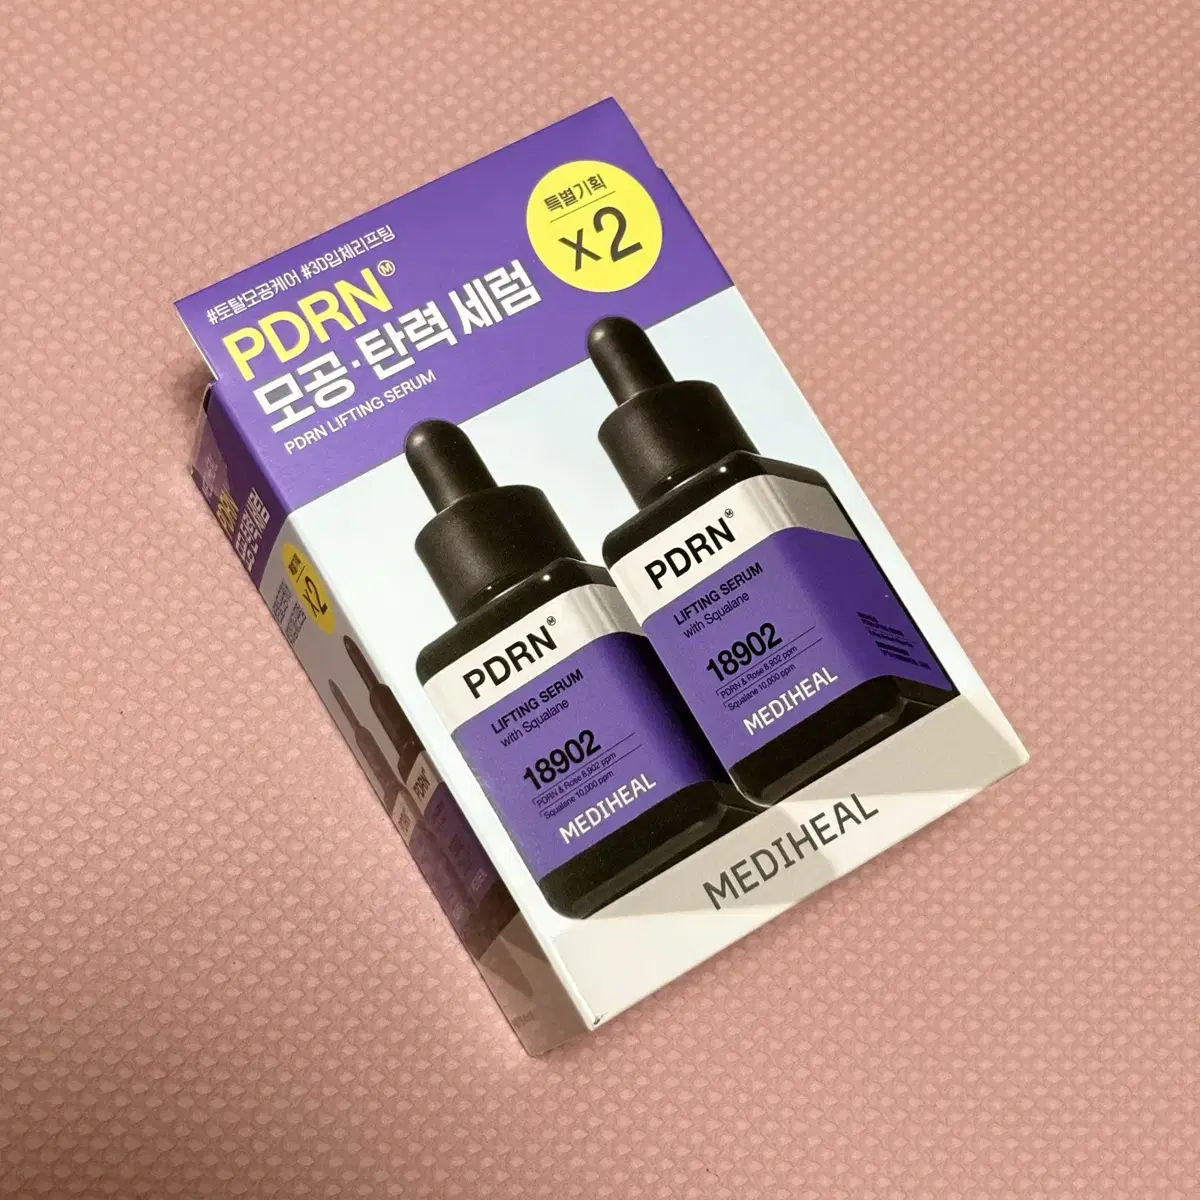 #토탈모공케어 #3D입체리프팅
PDRN Ⓜ
모공·탄력 세럼
PDRN LIFTING SERUM
특별기획
x2
PDRN Ⓜ
LIFTING SERUM
with Squalane
18902
PDRN & Rose 8,902 ppm
Squalane 10,000 ppm
MEDIHEAL
PDRN Ⓜ
LIFTING SERUM
with Squalane
18902
PDRN & Rose 8,902 ppm
Squalane 10,000 ppm
MEDIHEAL
MEDIHEAL
PDRN
x2
PDRN